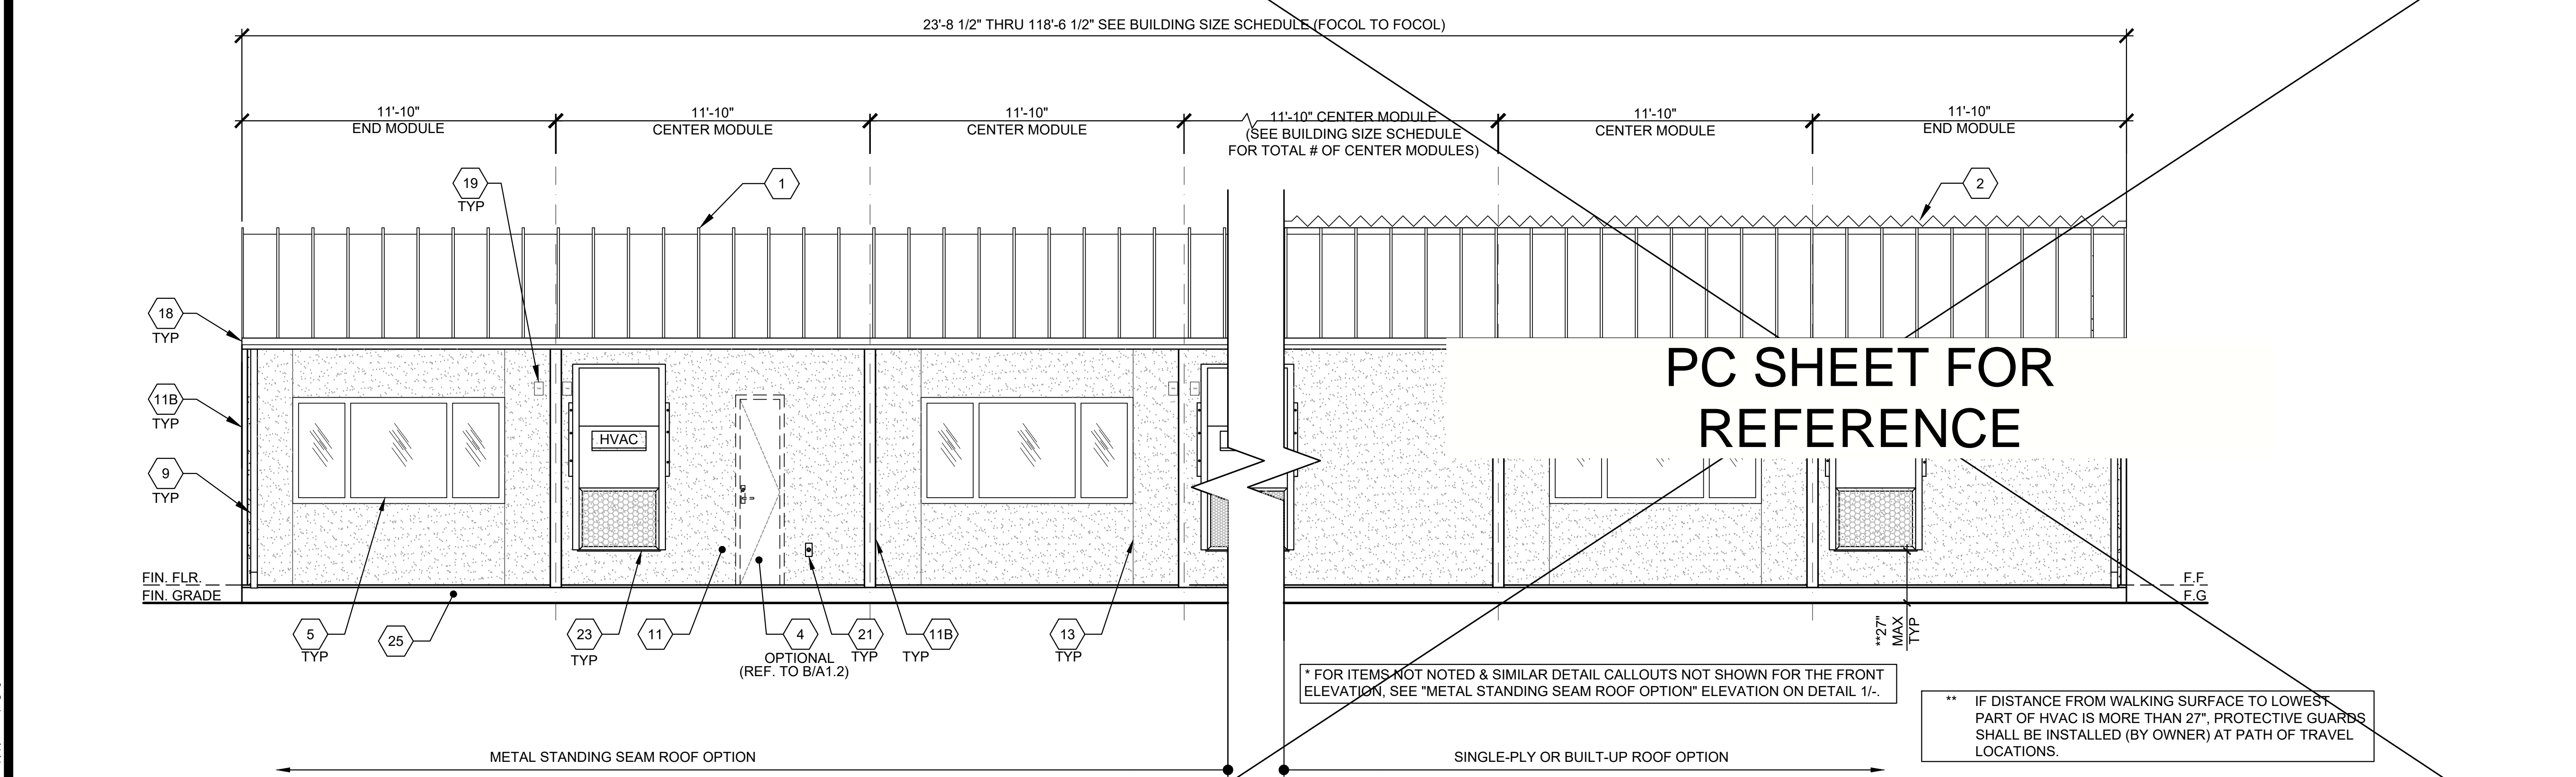 23'-8 1/2" THRU 118'-6 1/2" SEE BUILDING SIZE SCHEDULE (FOCOL TO FOCOL)
11'-10"
END MODULE
11'-10"
CENTER MODULE
11'-10"
CENTER MODULE
11'-10" CENTER MODULE
(SEE BUILDING SIZE SCHEDULE
FOR TOTAL # OF CENTER MODULES)
11'-10"
CENTER MODULE
11'-10"
END MODULE
19
TYP
1
2
18
TYP
11B
TYP
9
TYP
HVAC
PC SHEET FOR
REFERENCE
FIN. FLR.
FIN. GRADE
F.F
F.G
5
TYP
25
23
TYP
11
4
OPTIONAL
(REF. TO B/A1.2)
21
TYP
11B
TYP
13
TYP
**27"
MAX
TYP
* FOR ITEMS NOT NOTED & SIMILAR DETAIL CALLOUTS NOT SHOWN FOR THE FRONT
ELEVATION, SEE "METAL STANDING SEAM ROOF OPTION" ELEVATION ON DETAIL 1/-.
** IF DISTANCE FROM WALKING SURFACE TO LOWEST
PART OF HVAC IS MORE THAN 27", PROTECTIVE GUARDS
SHALL BE INSTALLED (BY OWNER) AT PATH OF TRAVEL
LOCATIONS.
METAL STANDING SEAM ROOF OPTION
SINGLE-PLY OR BUILT-UP ROOF OPTION